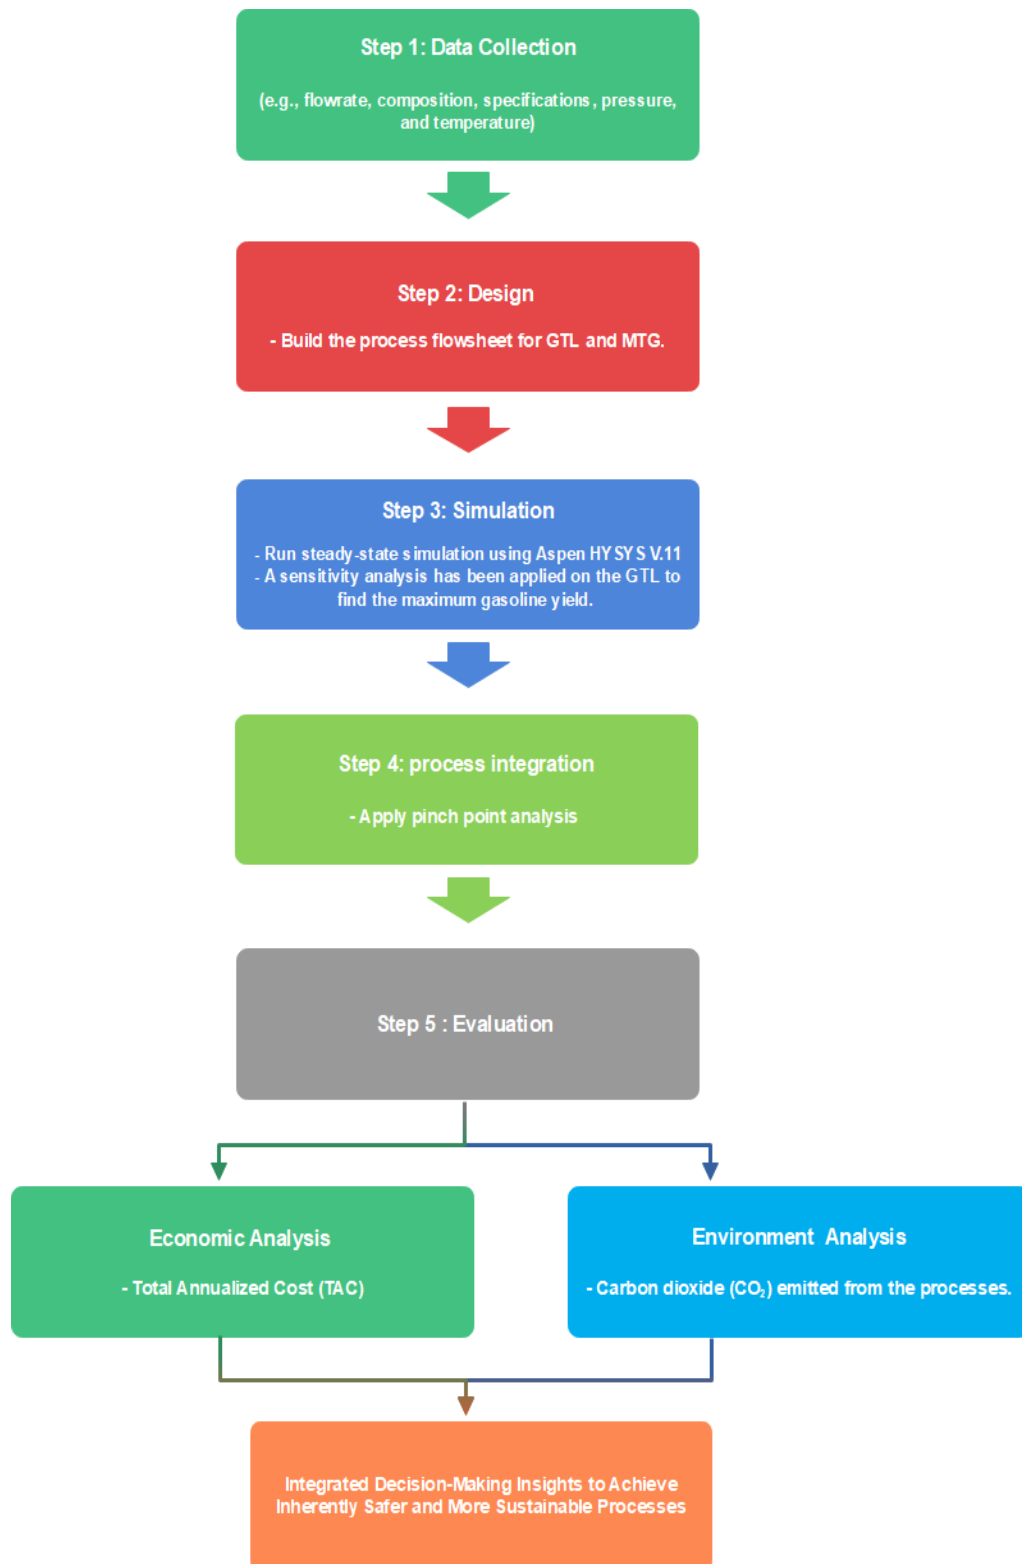 Step 1: Data Collection
(e.g., flowrate, composition, specifications, pressure,
and temperature)
Step 2: Design
- Build the process flowsheet for GTL and MTG.
Step 3: Simulation
- Run steady-state simulation using Aspen HYSYS V.11
- A sensitivity analysis has been applied on the GTL to
find the maximum gasoline yield.
Step 4: process integration
- Apply pinch point analysis
Step 5 : Evaluation
Economic Analysis
- Total Annualized Cost (TAC)
Environment Analysis
- Carbon dioxide (CO₂) emitted from the processes.
Integrated Decision-Making Insights to Achieve
Inherently Safer and More Sustainable Processes